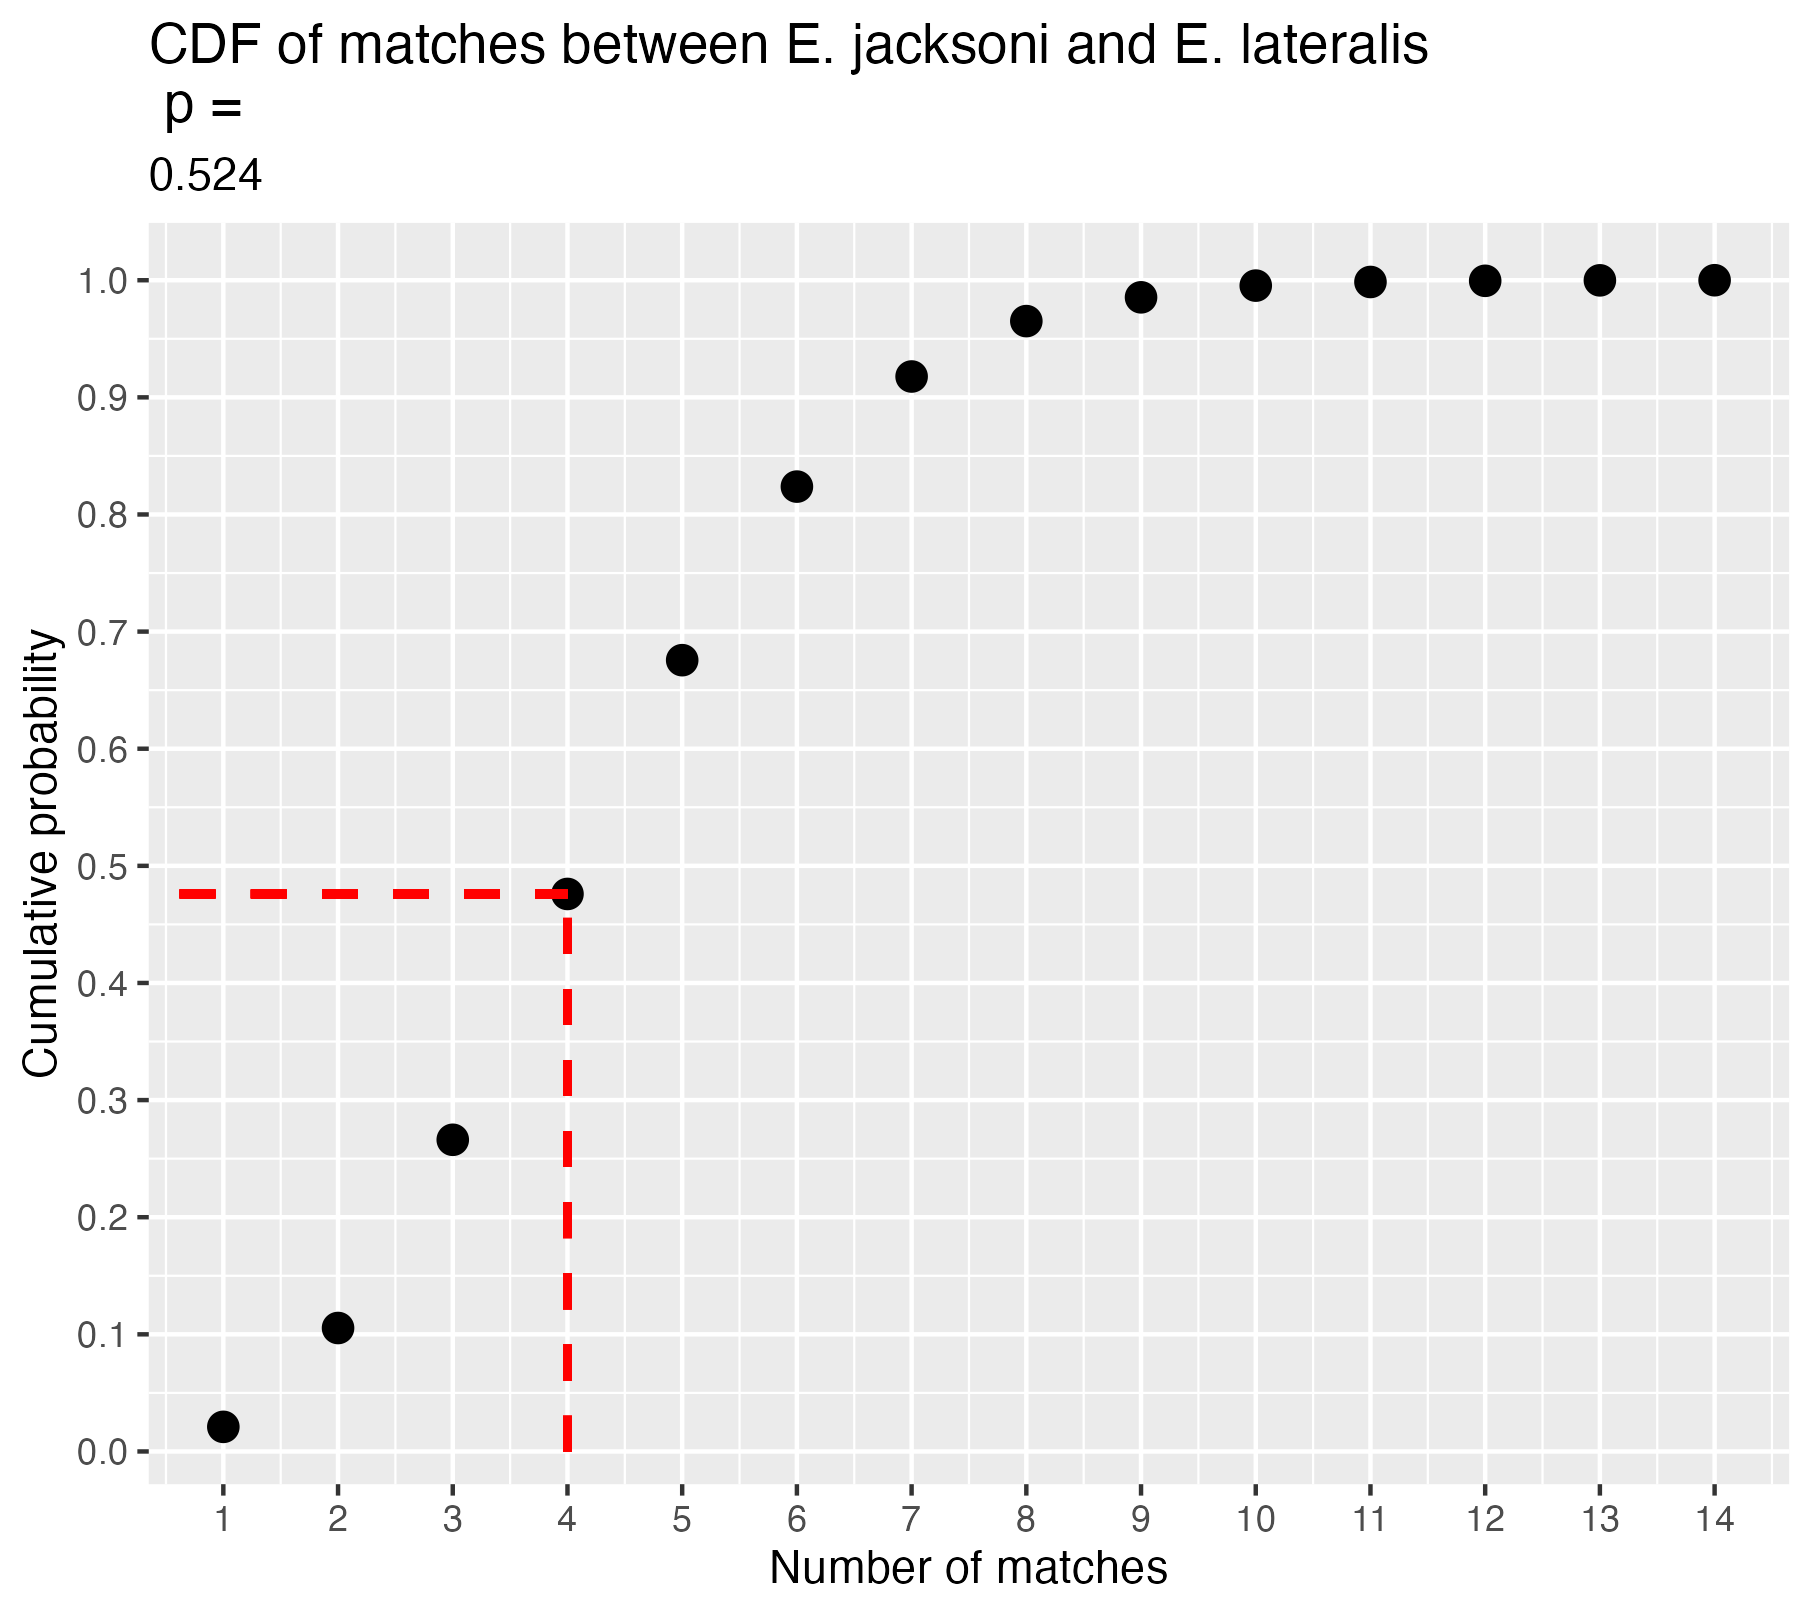 CDF of matches between E. jacksoni and E. lateralis
p =
0.524
1.0
0.9
0.8
0.7
0.6
0.5
0.4
0.3
0.2
0.1
0.0
Cumulative probability
1 2 3 4 5 6 7 8 9 10 11 12 13 14
Number of matches